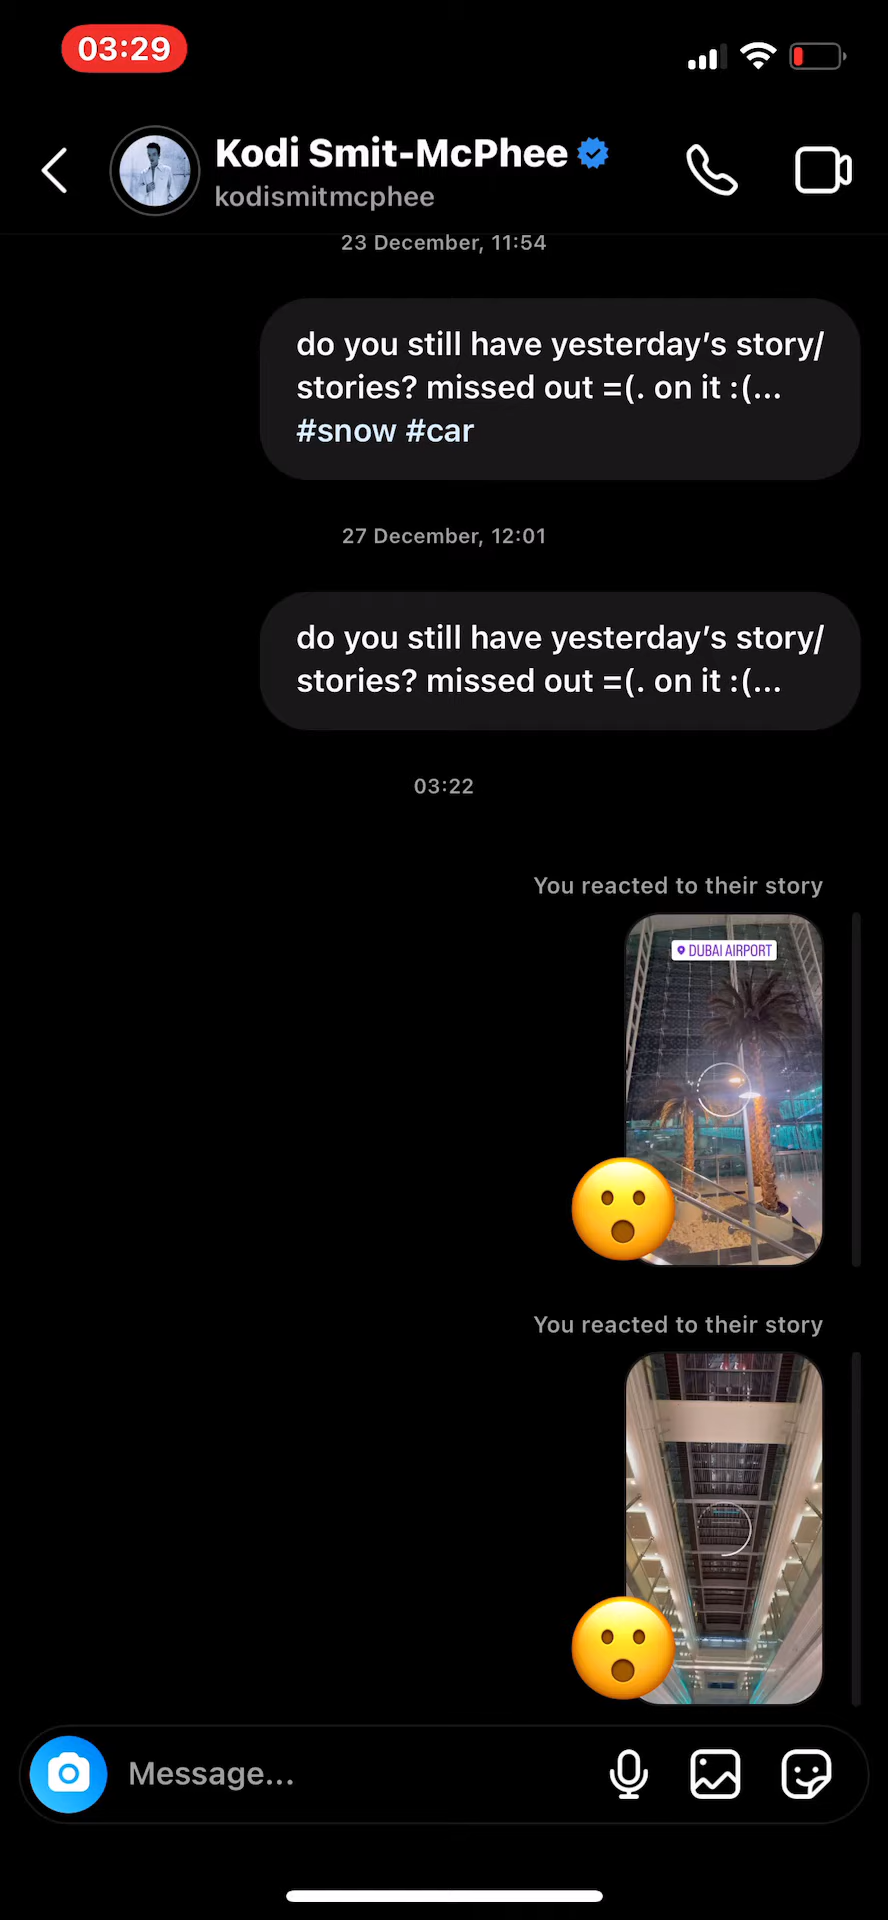 03:29
Kodi Smit-McPhee
kodismitmcphee
23 December, 11:54
do you still have yesterday’s story/
stories? missed out =(. on it :(...
#snow #car
27 December, 12:01
do you still have yesterday’s story/
stories? missed out =(. on it :(...
03:22
You reacted to their story
DUBAI AIRPORT
You reacted to their story
Message...